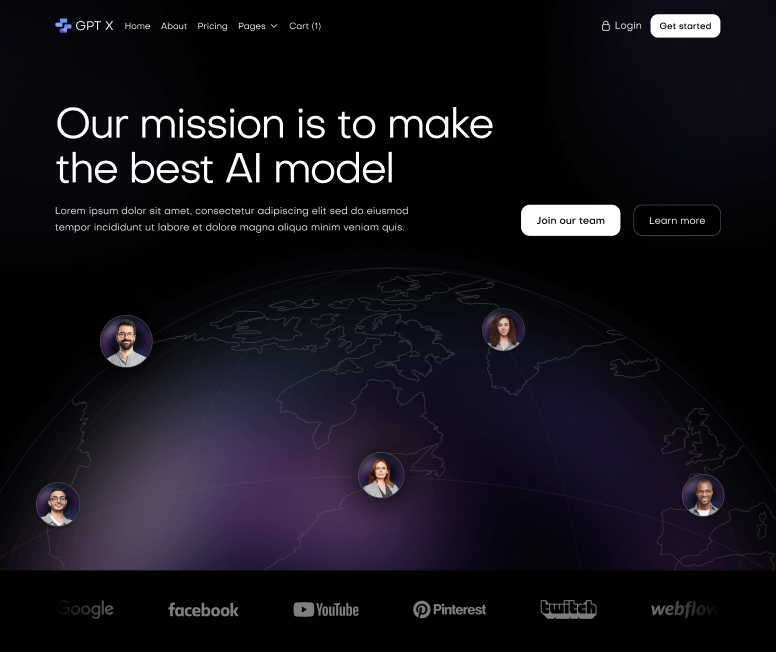 GPT X Home About Pricing Pages Cart (1) Login Get started
Our mission is to make
the best AI model
Lorem ipsum dolor sit amet, consectetur adipiscing elit sed do eiusmod
tempor incididunt ut labore et dolore magna aliqua minim veniam quis.
Join our team Learn more
Google facebook YouTube Pinterest twitch webflow